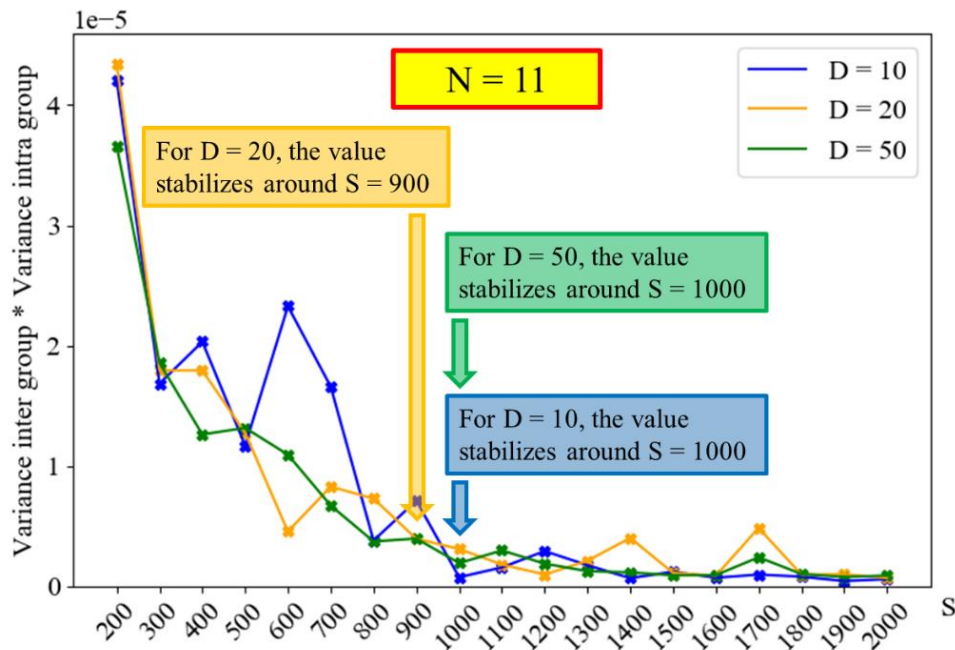 1e−5
N = 11
D = 10
D = 20
D = 50
For D = 20, the value
stabilizes around S = 900
For D = 50, the value
stabilizes around S = 1000
For D = 10, the value
stabilizes around S = 1000
Variance inter group * Variance intra group
4
3
2
1
0
200 300 400 500 600 700 800 900 1000 1100 1200 1300 1400 1500 1600 1700 1800 1900 2000
S